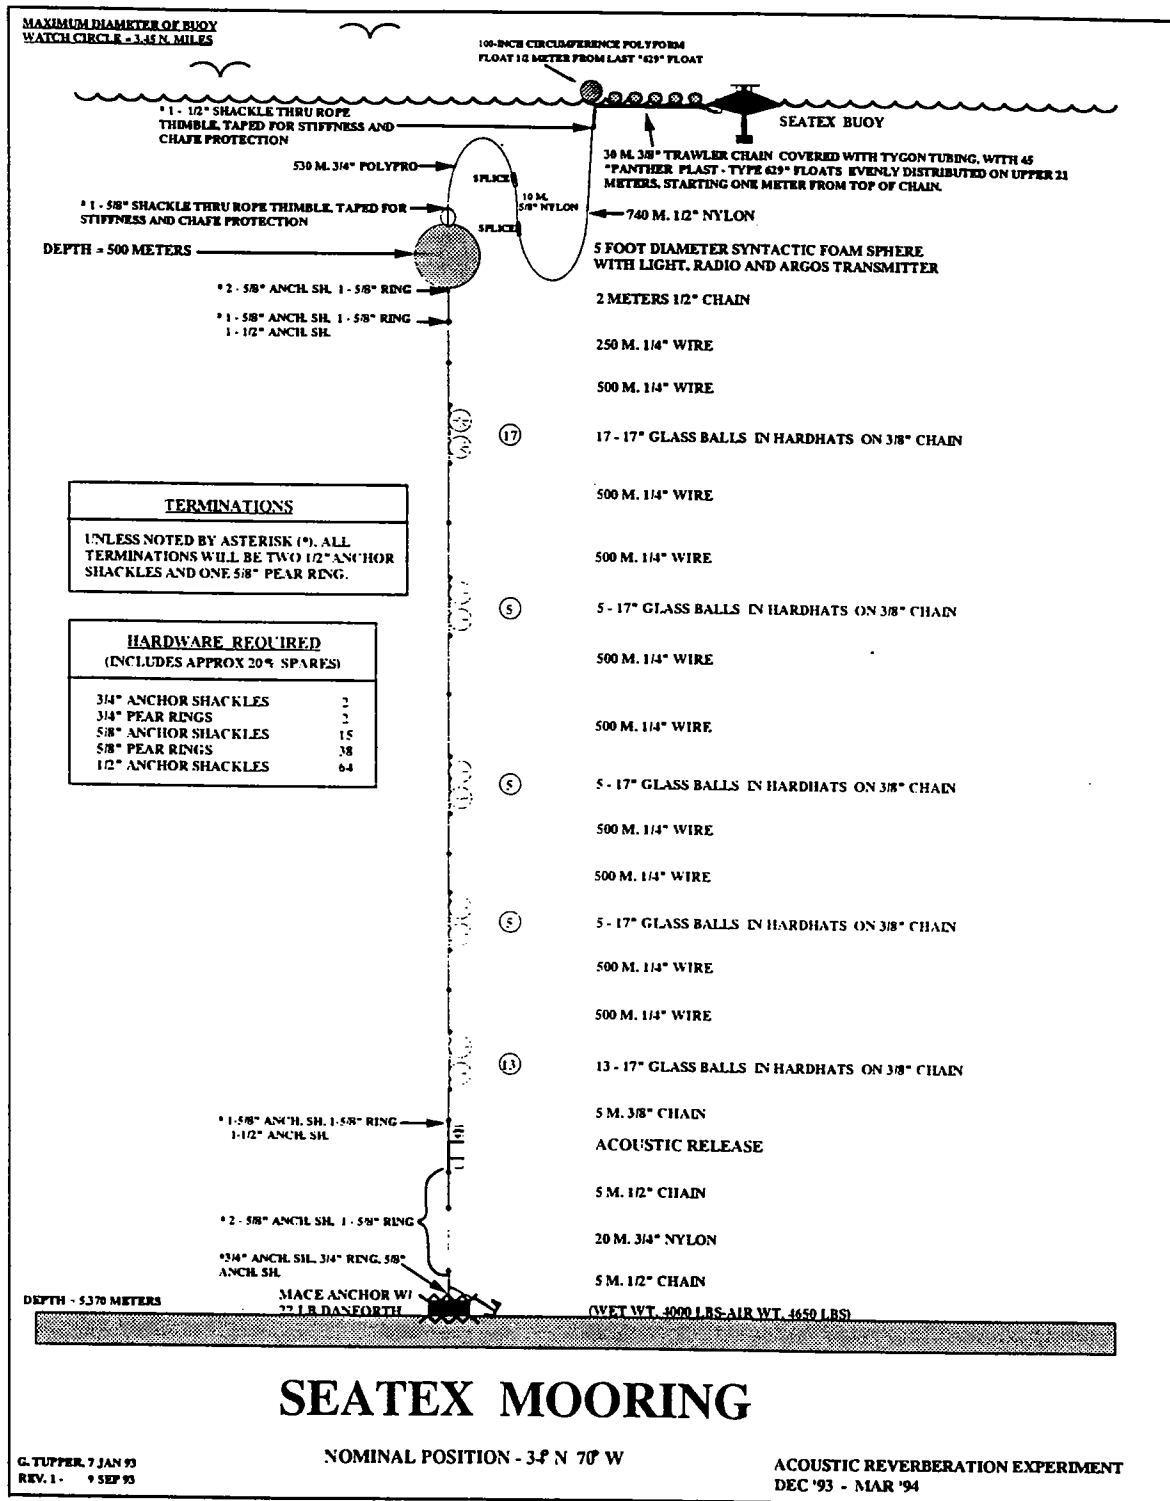 MAXIMUM DIAMETER OF BUOY
WATCH CIRCLE = 3.45 N. MILES
100-INCH CIRCUMFERENCE POLYFORM
FLOAT 1/2 METER FROM LAST "629" FLOAT
* 1 - 1/2" SHACKLE THRU ROPE
THIMBLE, TAPED FOR STIFFNESS AND
CHAFE PROTECTION
SEATEX BUOY
30 M. 3/8" TRAWLER CHAIN COVERED WITH TYGON TUBING, WITH 45
"PANTHER PLAST - TYPE 629" FLOATS EVENLY DISTRIBUTED ON UPPER 21
METERS, STARTING ONE METER FROM TOP OF CHAIN.
530 M. 3/4" POLYPRO
SPLICE
10 M.
5/8" NYLON
* 1 - 5/8" SHACKLE THRU ROPE THIMBLE, TAPED FOR
STIFFNESS AND CHAFE PROTECTION
SPLICE
740 M. 1/2" NYLON
DEPTH = 500 METERS
5 FOOT DIAMETER SYNTACTIC FOAM SPHERE
WITH LIGHT, RADIO AND ARGOS TRANSMITTER
* 2 - 5/8" ANCH. SH. 1 - 5/8" RING
2 METERS 1/2" CHAIN
* 1 - 5/8" ANCH. SH. 1 - 5/8" RING
1 - 1/2" ANCH. SH.
250 M. 1/4" WIRE
500 M. 1/4" WIRE
17
17 - 17" GLASS BALLS IN HARDHATS ON 3/8" CHAIN
500 M. 1/4" WIRE
TERMINATIONS
UNLESS NOTED BY ASTERISK (*), ALL
TERMINATIONS WILL BE TWO 1/2" ANCHOR
SHACKLES AND ONE 5/8" PEAR RING.
500 M. 1/4" WIRE
5
5 - 17" GLASS BALLS IN HARDHATS ON 3/8" CHAIN
HARDWARE REQUIRED
(INCLUDES APPROX 20% SPARES)
3/4" ANCHOR SHACKLES 2
3/4" PEAR RINGS 2
5/8" ANCHOR SHACKLES 15
5/8" PEAR RINGS 38
1/2" ANCHOR SHACKLES 64
500 M. 1/4" WIRE
500 M. 1/4" WIRE
5
5 - 17" GLASS BALLS IN HARDHATS ON 3/8" CHAIN
500 M. 1/4" WIRE
500 M. 1/4" WIRE
5
5 - 17" GLASS BALLS IN HARDHATS ON 3/8" CHAIN
500 M. 1/4" WIRE
500 M. 1/4" WIRE
13
13 - 17" GLASS BALLS IN HARDHATS ON 3/8" CHAIN
5 M. 3/8" CHAIN
* 1-5/8" ANCH. SH. 1-5/8" RING
1-1/2" ANCH. SH.
ACOUSTIC RELEASE
5 M. 1/2" CHAIN
* 2 - 5/8" ANCH. SH. 1 - 5/8" RING
20 M. 3/4" NYLON
*3/4" ANCH. SH. 3/4" RING, 5/8"
ANCH. SH.
5 M. 1/2" CHAIN
MACE ANCHOR W/
22 LB DANFORTH
(WET WT. 4000 LBS-AIR WT. 4650 LBS)
DEPTH - 5,370 METERS
SEATEX MOORING
NOMINAL POSITION - 34° N 70° W
G. TUPPER, 7 JAN 93
REV. 1 - 9 SEP 93
ACOUSTIC REVERBERATION EXPERIMENT
DEC '93 - MAR '94